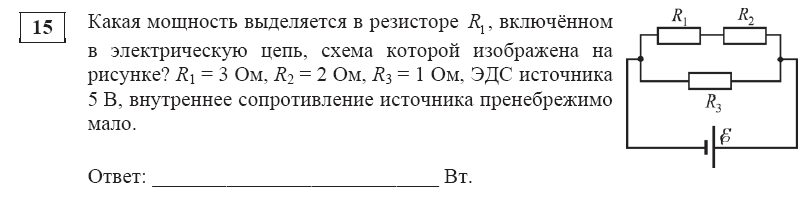 15
Какая мощность выделяется в резисторе R₁, включённом
в электрическую цепь, схема которой изображена на
рисунке? R₁ = 3 Ом, R₂ = 2 Ом, R₃ = 1 Ом, ЭДС источника
5 В, внутреннее сопротивление источника пренебрежимо
мало.
Ответ: ____________________________ Вт.
R₁ R₂
R₃
ℰ